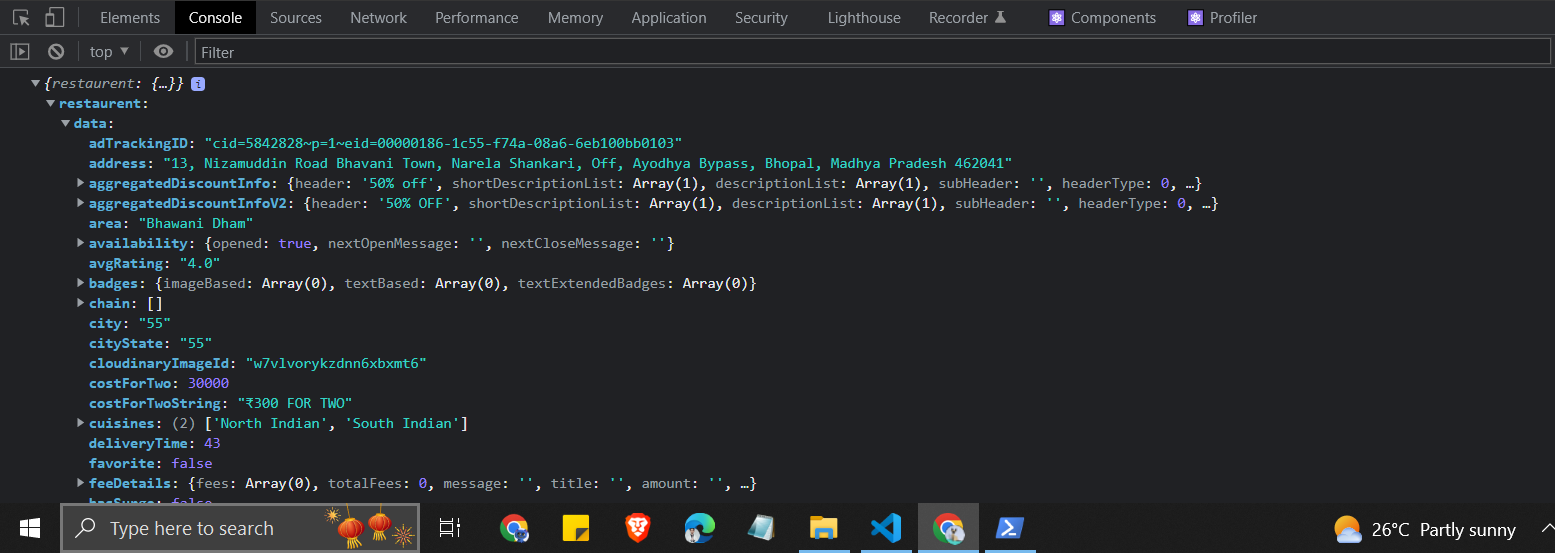 Elements Console Sources Network Performance Memory Application Security Lighthouse Recorder Components Profiler
top Filter
{restaurent: {…}} i
restaurent:
data:
adTrackingID: "cid=5842828~p=1~eid=00000186-1c55-f74a-08a6-6eb100bb0103"
address: "13, Nizamuddin Road Bhavani Town, Narela Shankari, Off, Ayodhya Bypass, Bhopal, Madhya Pradesh 462041"
aggregatedDiscountInfo: {header: '50% off', shortDescriptionList: Array(1), descriptionList: Array(1), subHeader: '', headerType: 0, …}
aggregatedDiscountInfoV2: {header: '50% OFF', shortDescriptionList: Array(1), descriptionList: Array(1), subHeader: '', headerType: 0, …}
area: "Bhawani Dham"
availability: {opened: true, nextOpenMessage: '', nextCloseMessage: ''}
avgRating: "4.0"
badges: {imageBased: Array(0), textBased: Array(0), textExtendedBadges: Array(0)}
chain: []
city: "55"
cityState: "55"
cloudinaryImageId: "w7vlvorykzdnn6xbxmt6"
costForTwo: 30000
costForTwoString: "₹300 FOR TWO"
cuisines: (2) ['North Indian', 'South Indian']
deliveryTime: 43
favorite: false
feeDetails: {fees: Array(0), totalFees: 0, message: '', title: '', amount: '', …}
hasSurge: false
Type here to search 26°C Partly sunny